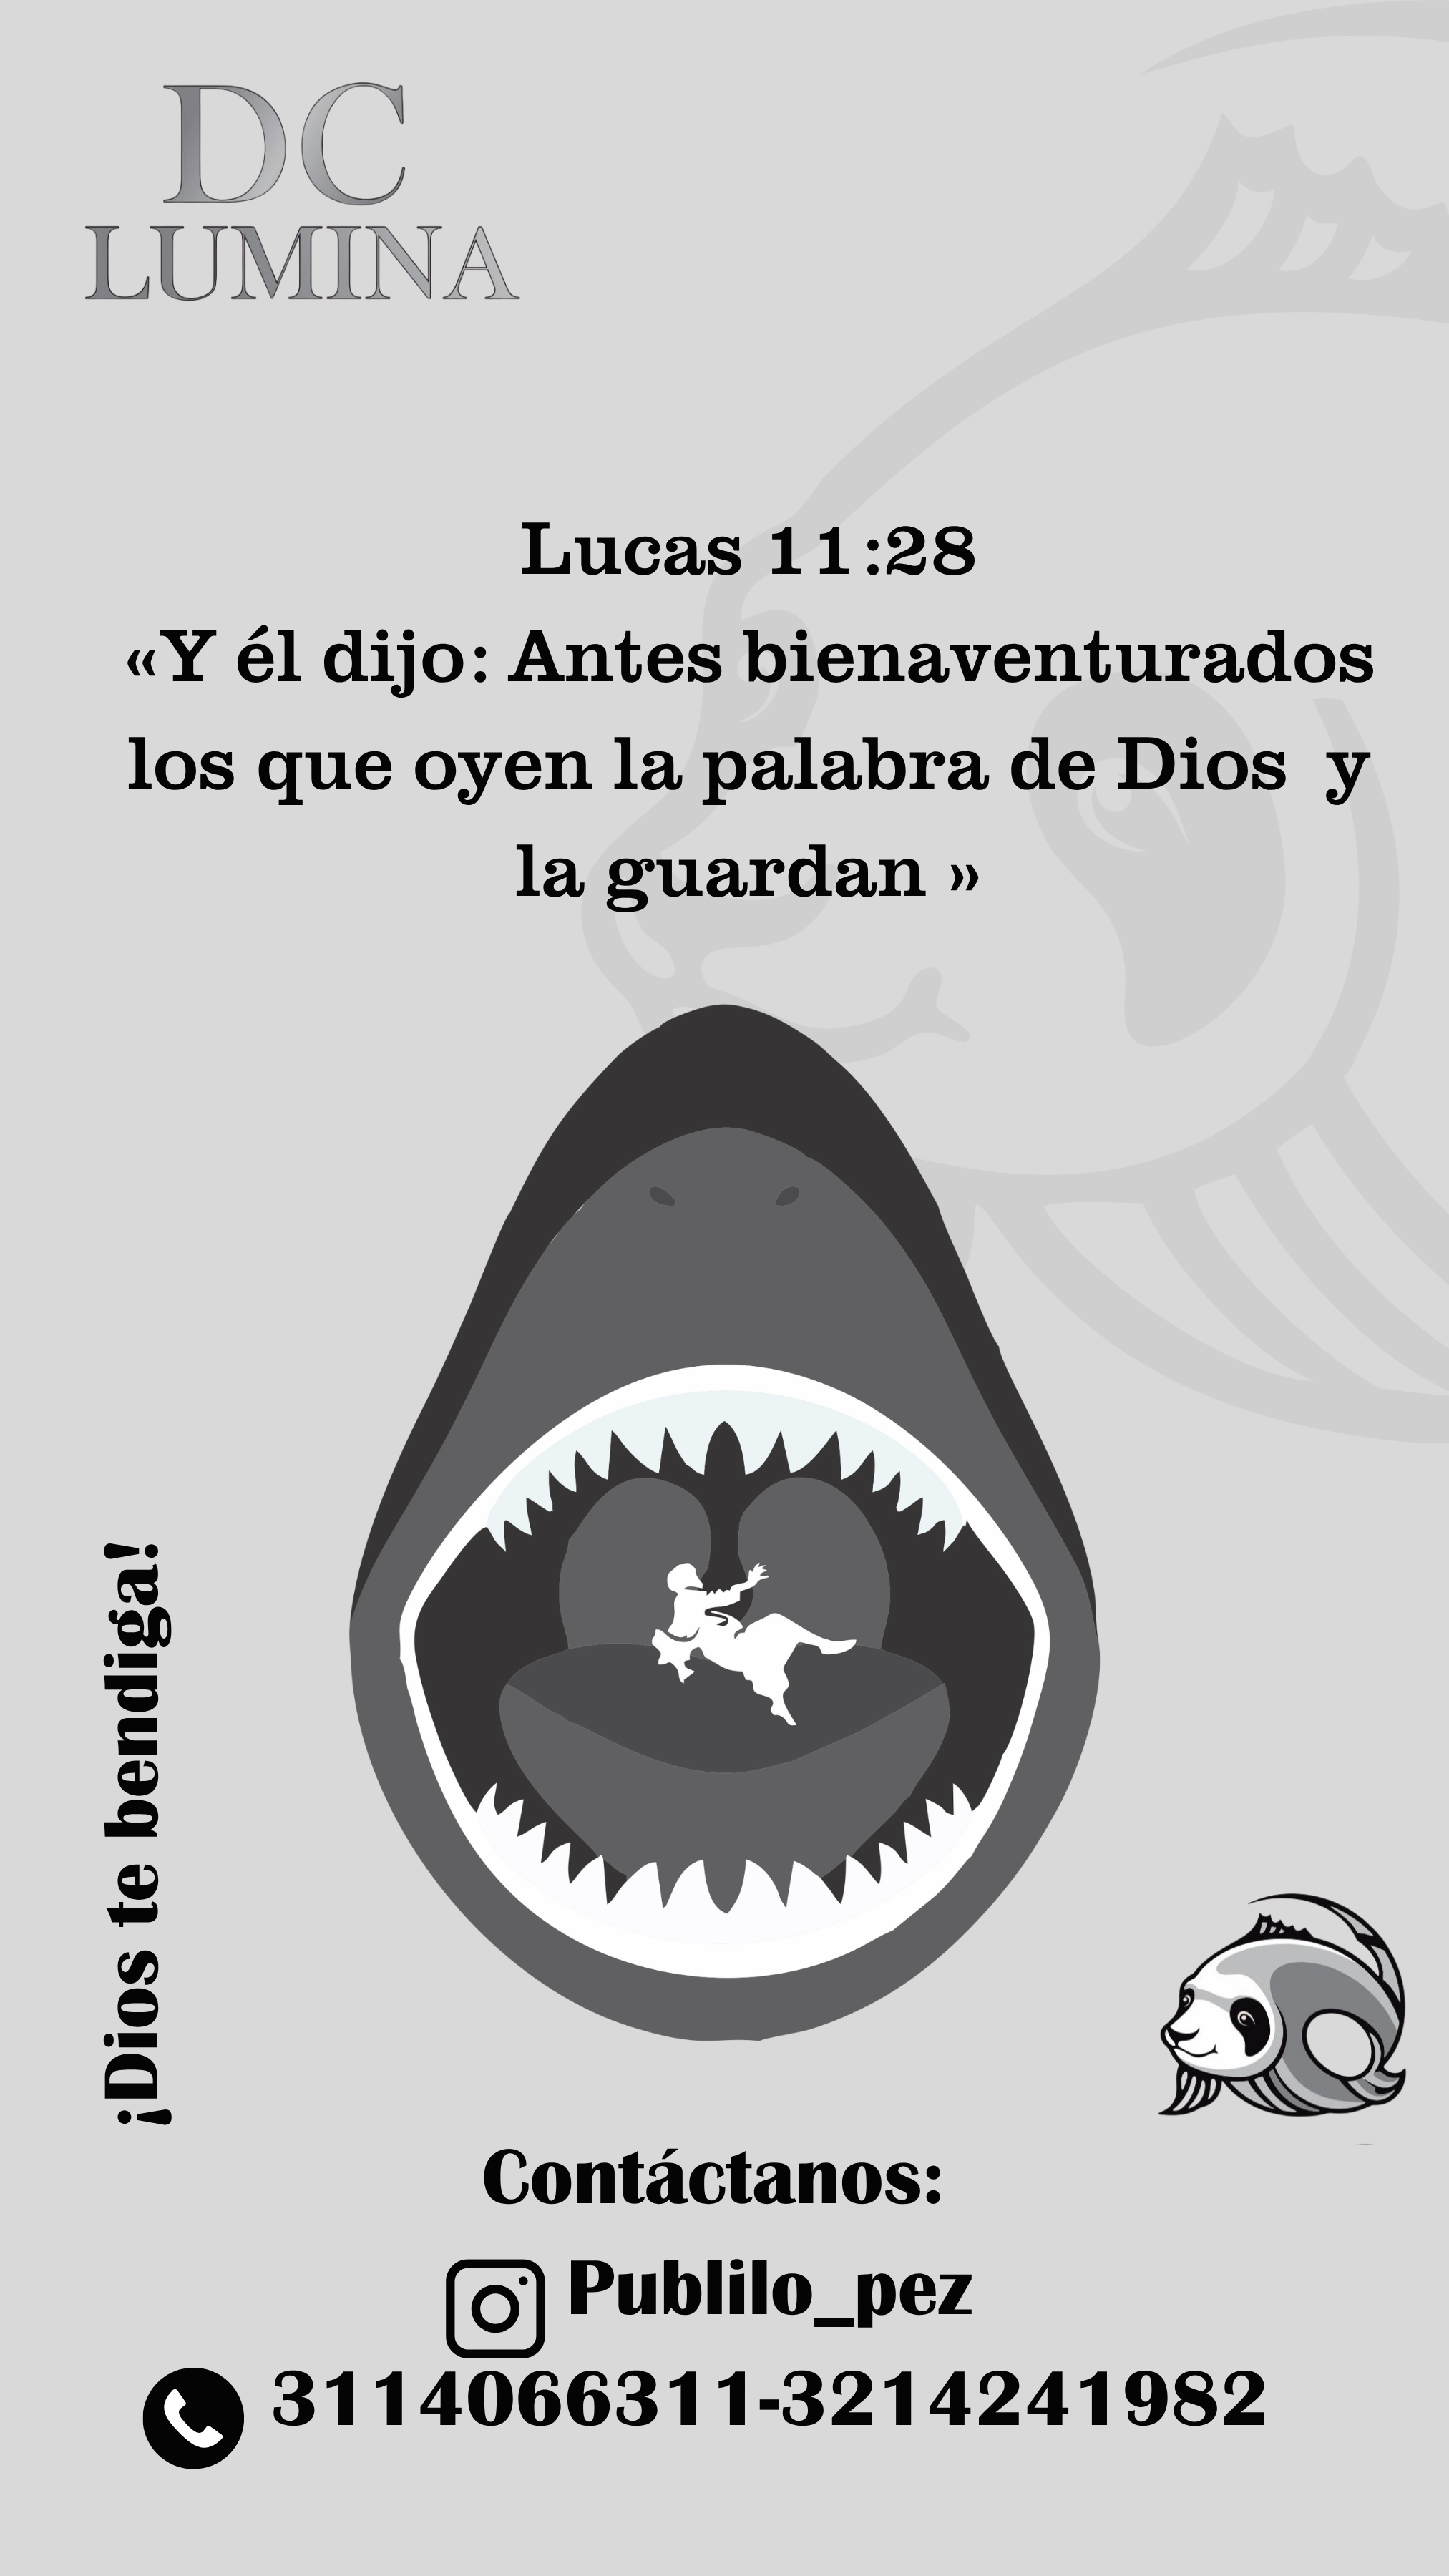 DC
LUMINA
Lucas 11:28
«Y él dijo: Antes bienaventurados
los que oyen la palabra de Dios  y
la guardan »
¡Dios te bendiga!
Contáctanos:
Publilo_pez
3114066311-3214241982